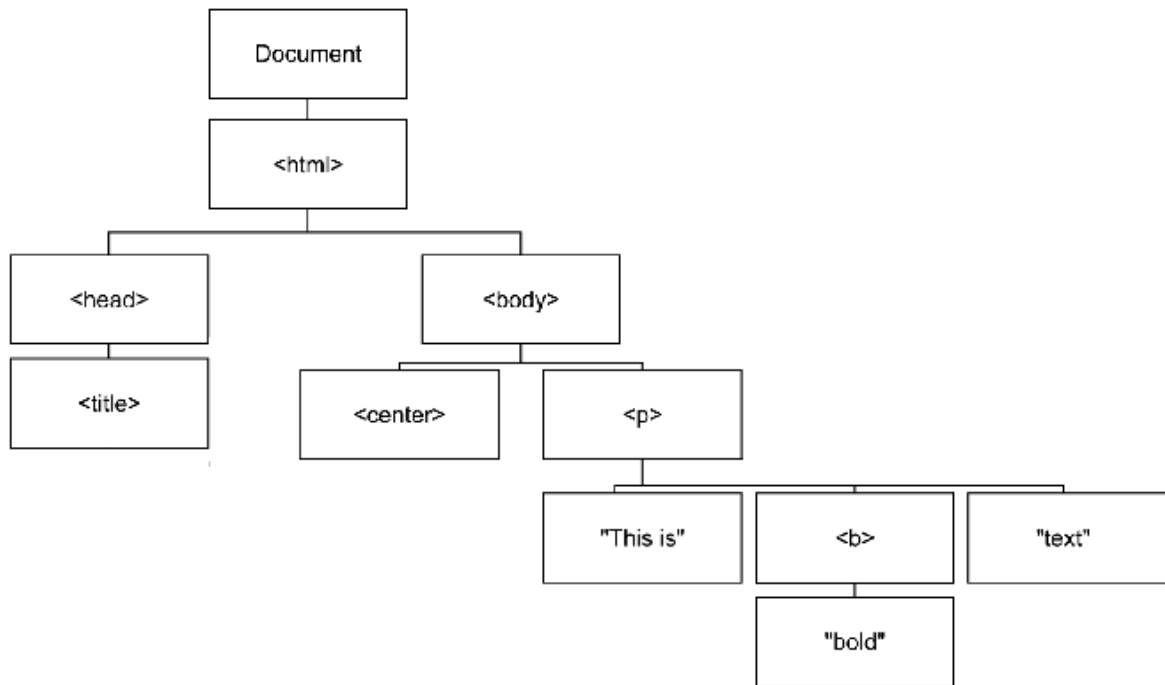 Document
<html>
<head>
<body>
<title>
<center>
<p>
"This is"
<b>
"text"
"bold"